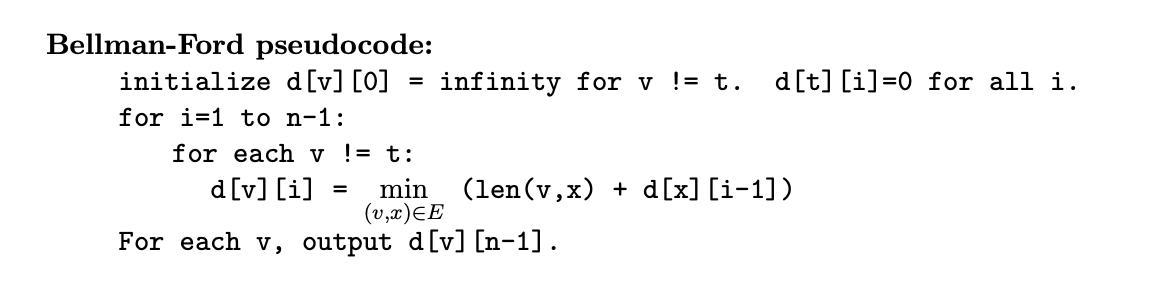 Bellman-Ford pseudocode:
initialize d[v][0] = infinity for v != t. d[t][i]=0 for all i.
for i=1 to n-1:
for each v != t:
d[v][i] = min (len(v,x) + d[x][i-1])
(v,x)∈E
For each v, output d[v][n-1].